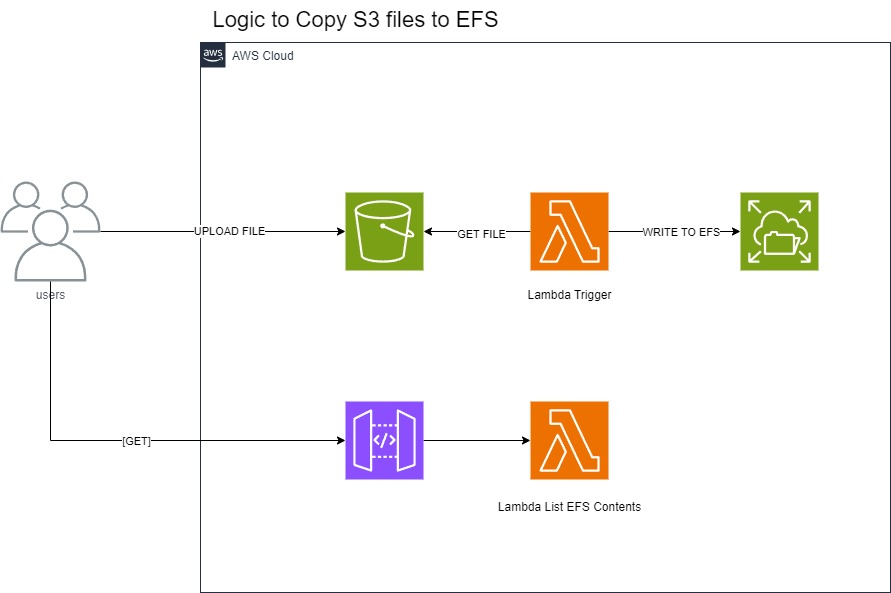 Logic to Copy S3 files to EFS
aws
AWS Cloud
UPLOAD FILE
GET FILE
WRITE TO EFS
users
Lambda Trigger
[GET]
</>
Lambda List EFS Contents